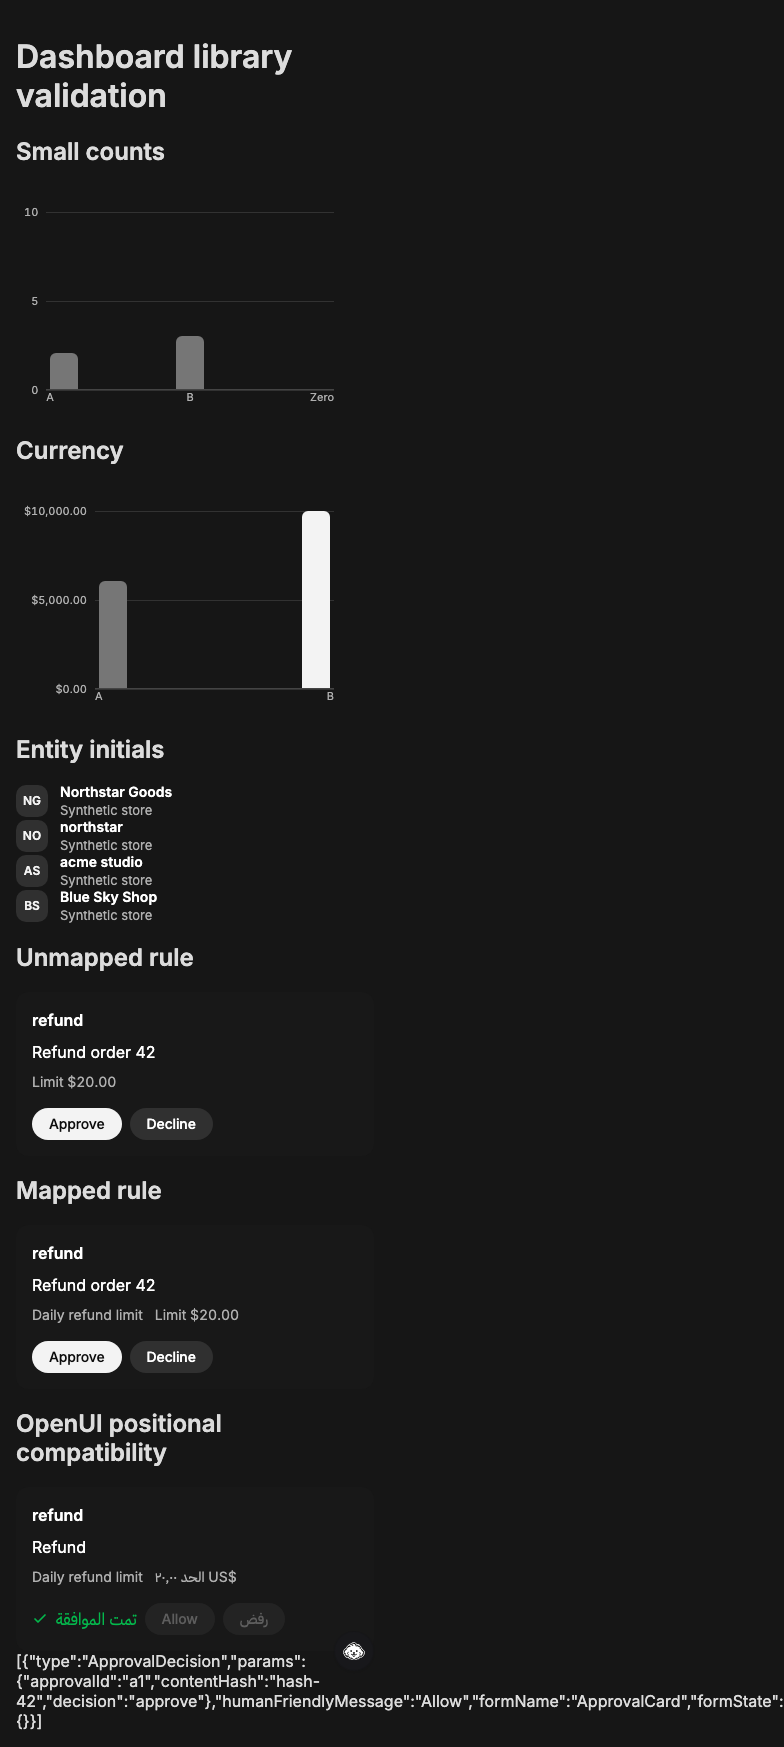 Dashboard library
validation
Small counts
10
5
0
A B Zero
Currency
$10,000.00
$5,000.00
$0.00
A B
Entity initials
NG
Northstar Goods
Synthetic store
NO
northstar
Synthetic store
AS
acme studio
Synthetic store
BS
Blue Sky Shop
Synthetic store
Unmapped rule
refund
Refund order 42
Limit $20.00
Approve Decline
Mapped rule
refund
Refund order 42
Daily refund limit Limit $20.00
Approve Decline
OpenUI positional
compatibility
refund
Refund
Daily refund limit الحد ٢٠٫٠٠ US$
تمت الموافقة Allow رفض
[{"type":"ApprovalDecision","params":
{"approvalId":"a1","contentHash":"hash-
42","decision":"approve"},"humanFriendlyMessage":"Allow","formName":"ApprovalCard","formState":
{}}]